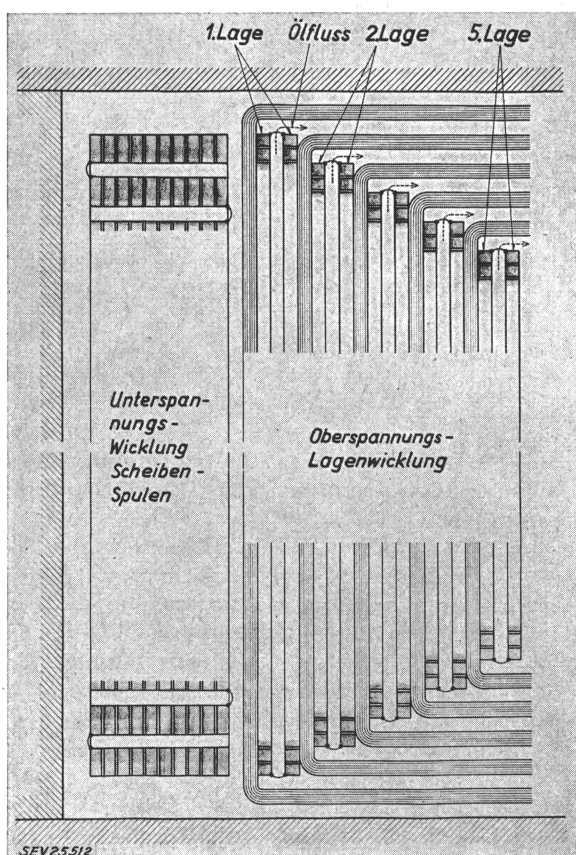 1.Lage Ölfluss 2.Lage 5.Lage
Unterspan-
nungs-
Wicklung
Scheiben-
Spulen
Oberspannungs-
Lagenwicklung
SEV25512